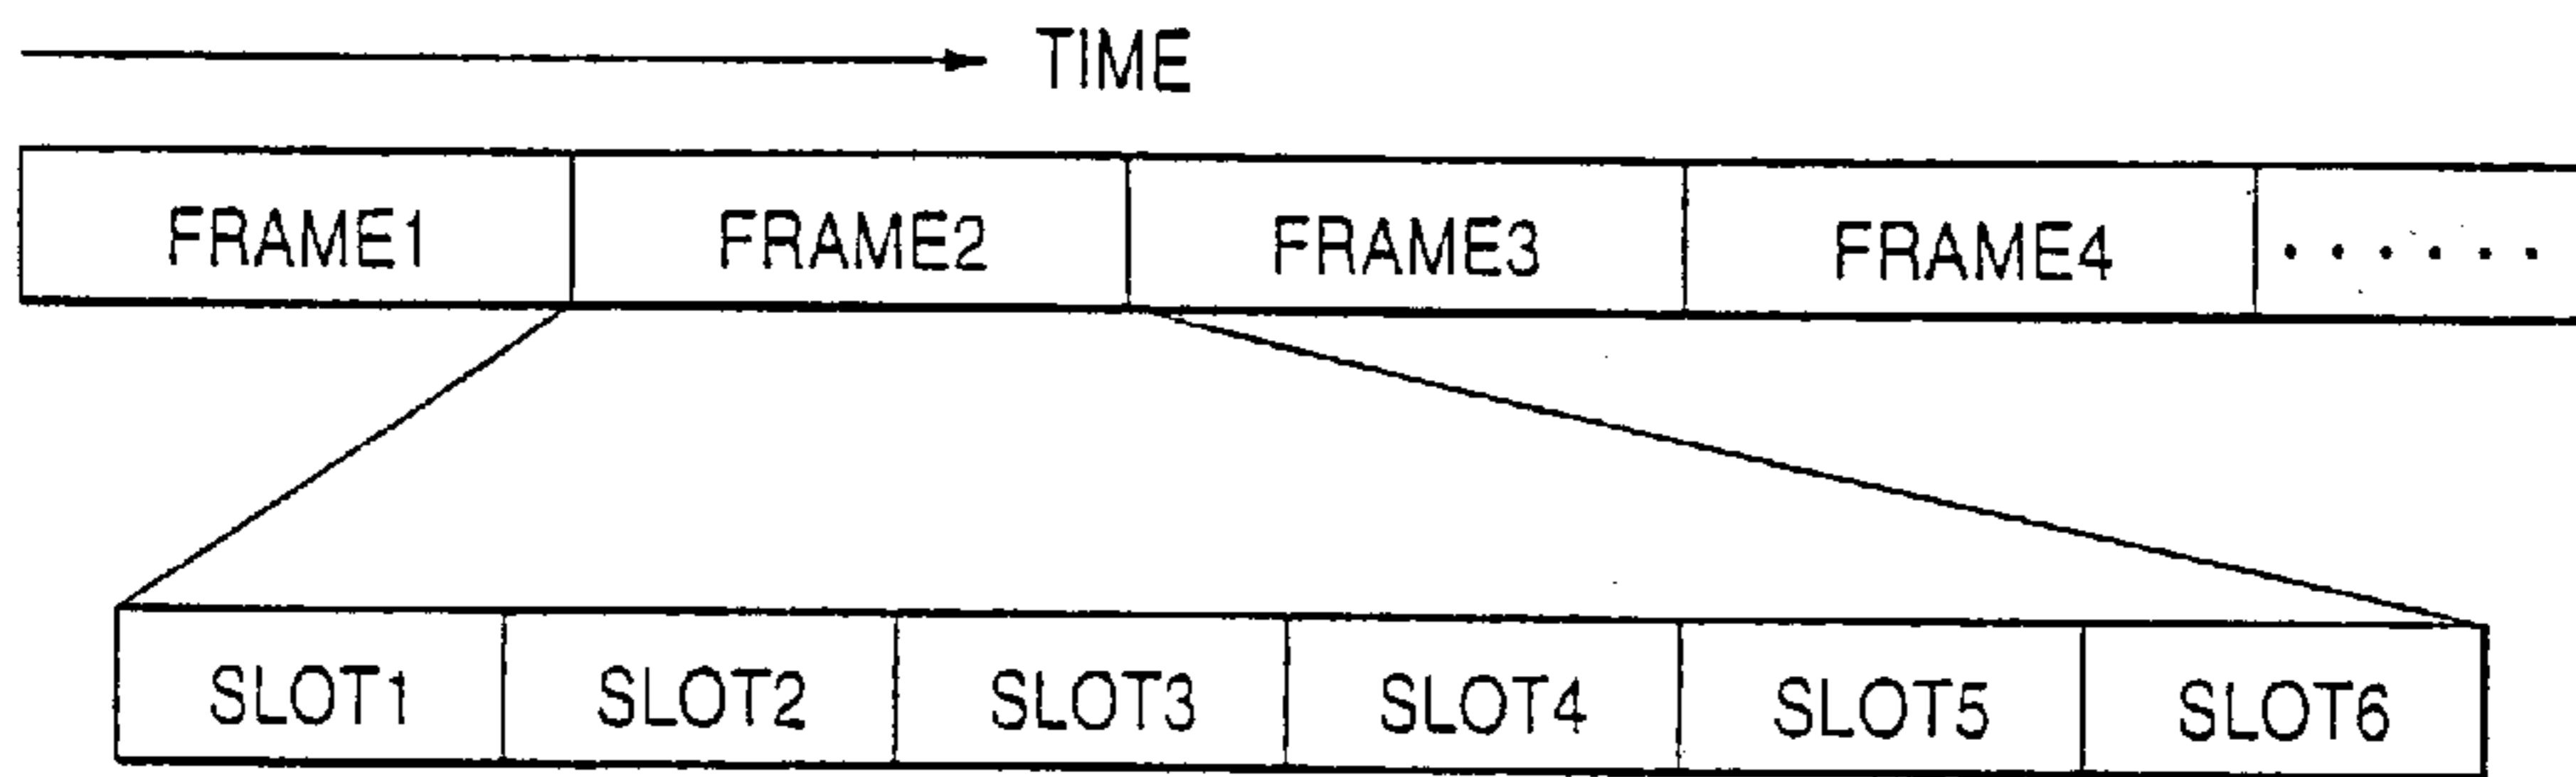 TIME
FRAME1 FRAME2 FRAME3 FRAME4 ······
SLOT1 SLOT2 SLOT3 SLOT4 SLOT5 SLOT6